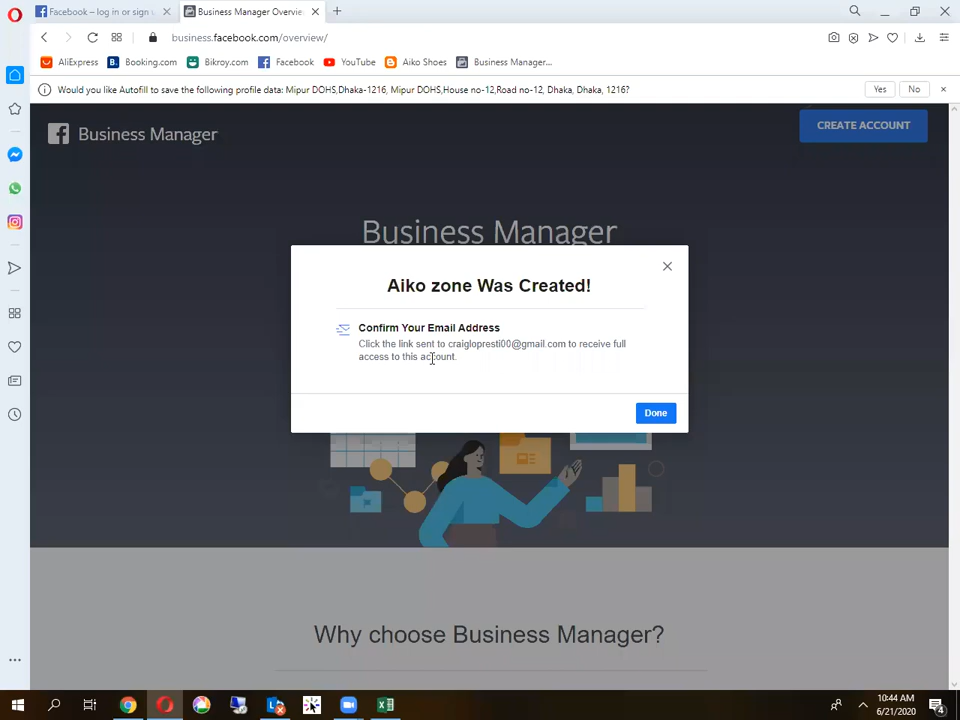 Facebook – log in or sign
Business Manager Overvie
business.facebook.com/overview/
AliExpress
Booking.com
Bikroy.com
Facebook
YouTube
Aiko Shoes
Business Manager...
Would you like Autofill to save the following profile data: Mipur DOHS,Dhaka-1216, Mipur DOHS,House no-12,Road no-12, Dhaka, Dhaka, 1216?
Yes
No
Business Manager
CREATE ACCOUNT
Business Manager
Aiko zone Was Created!
Confirm Your Email Address
Click the link sent to craiglopresti00@gmail.com to receive full
access to this account.
Done
Why choose Business Manager?
10:44 AM
6/21/2020
4